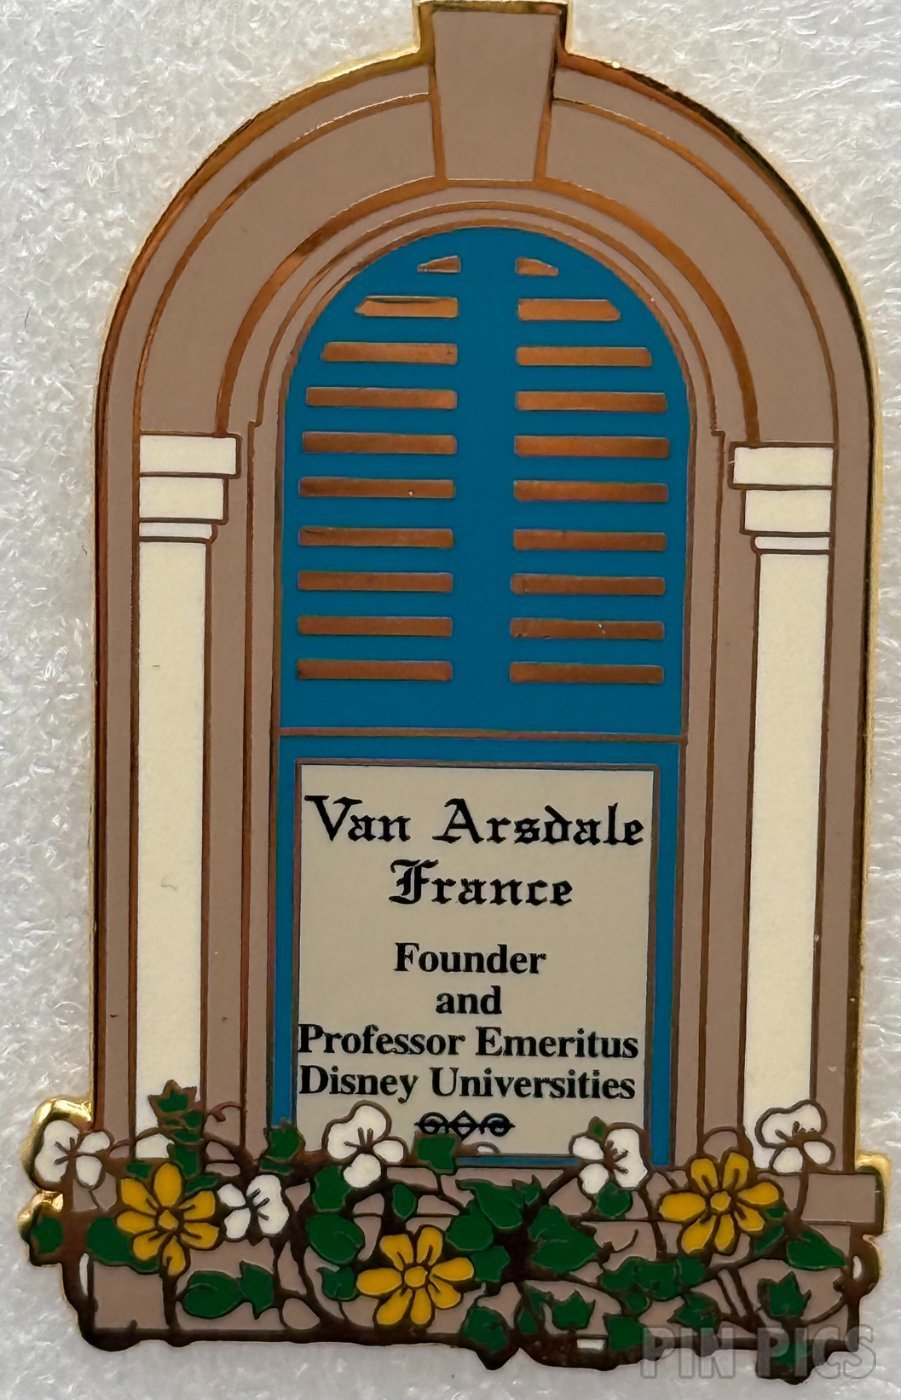 Van Arsdale
France
Founder
and
Professor Emeritus
Disney Universities
PIN PICS